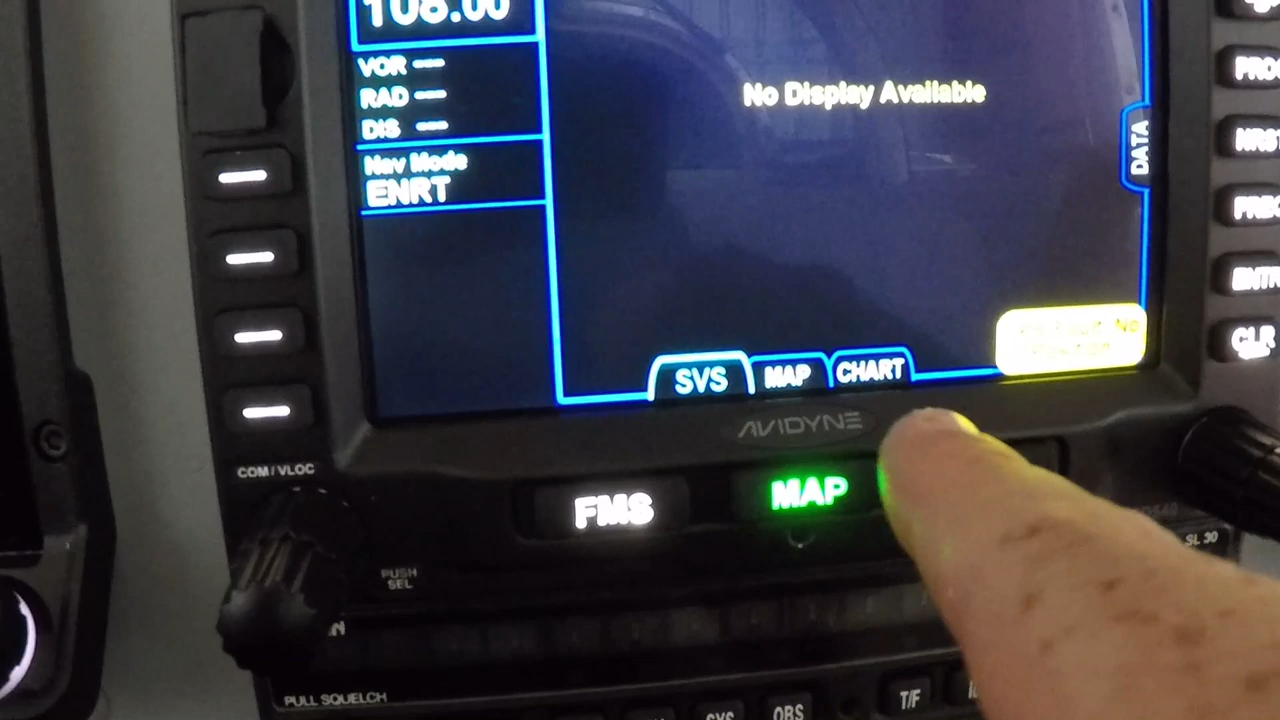 108.00
VOR ---
RAD ---
DIS ---
Nav Mode
ENRT
No Display Available
DATA
SVS
MAP
CHART
AVIDYNE
COM / VLOC
FMS
MAP
PUSH
SEL
SL 30
PULL SQUELCH
SYS
OBS
T/F
CLR